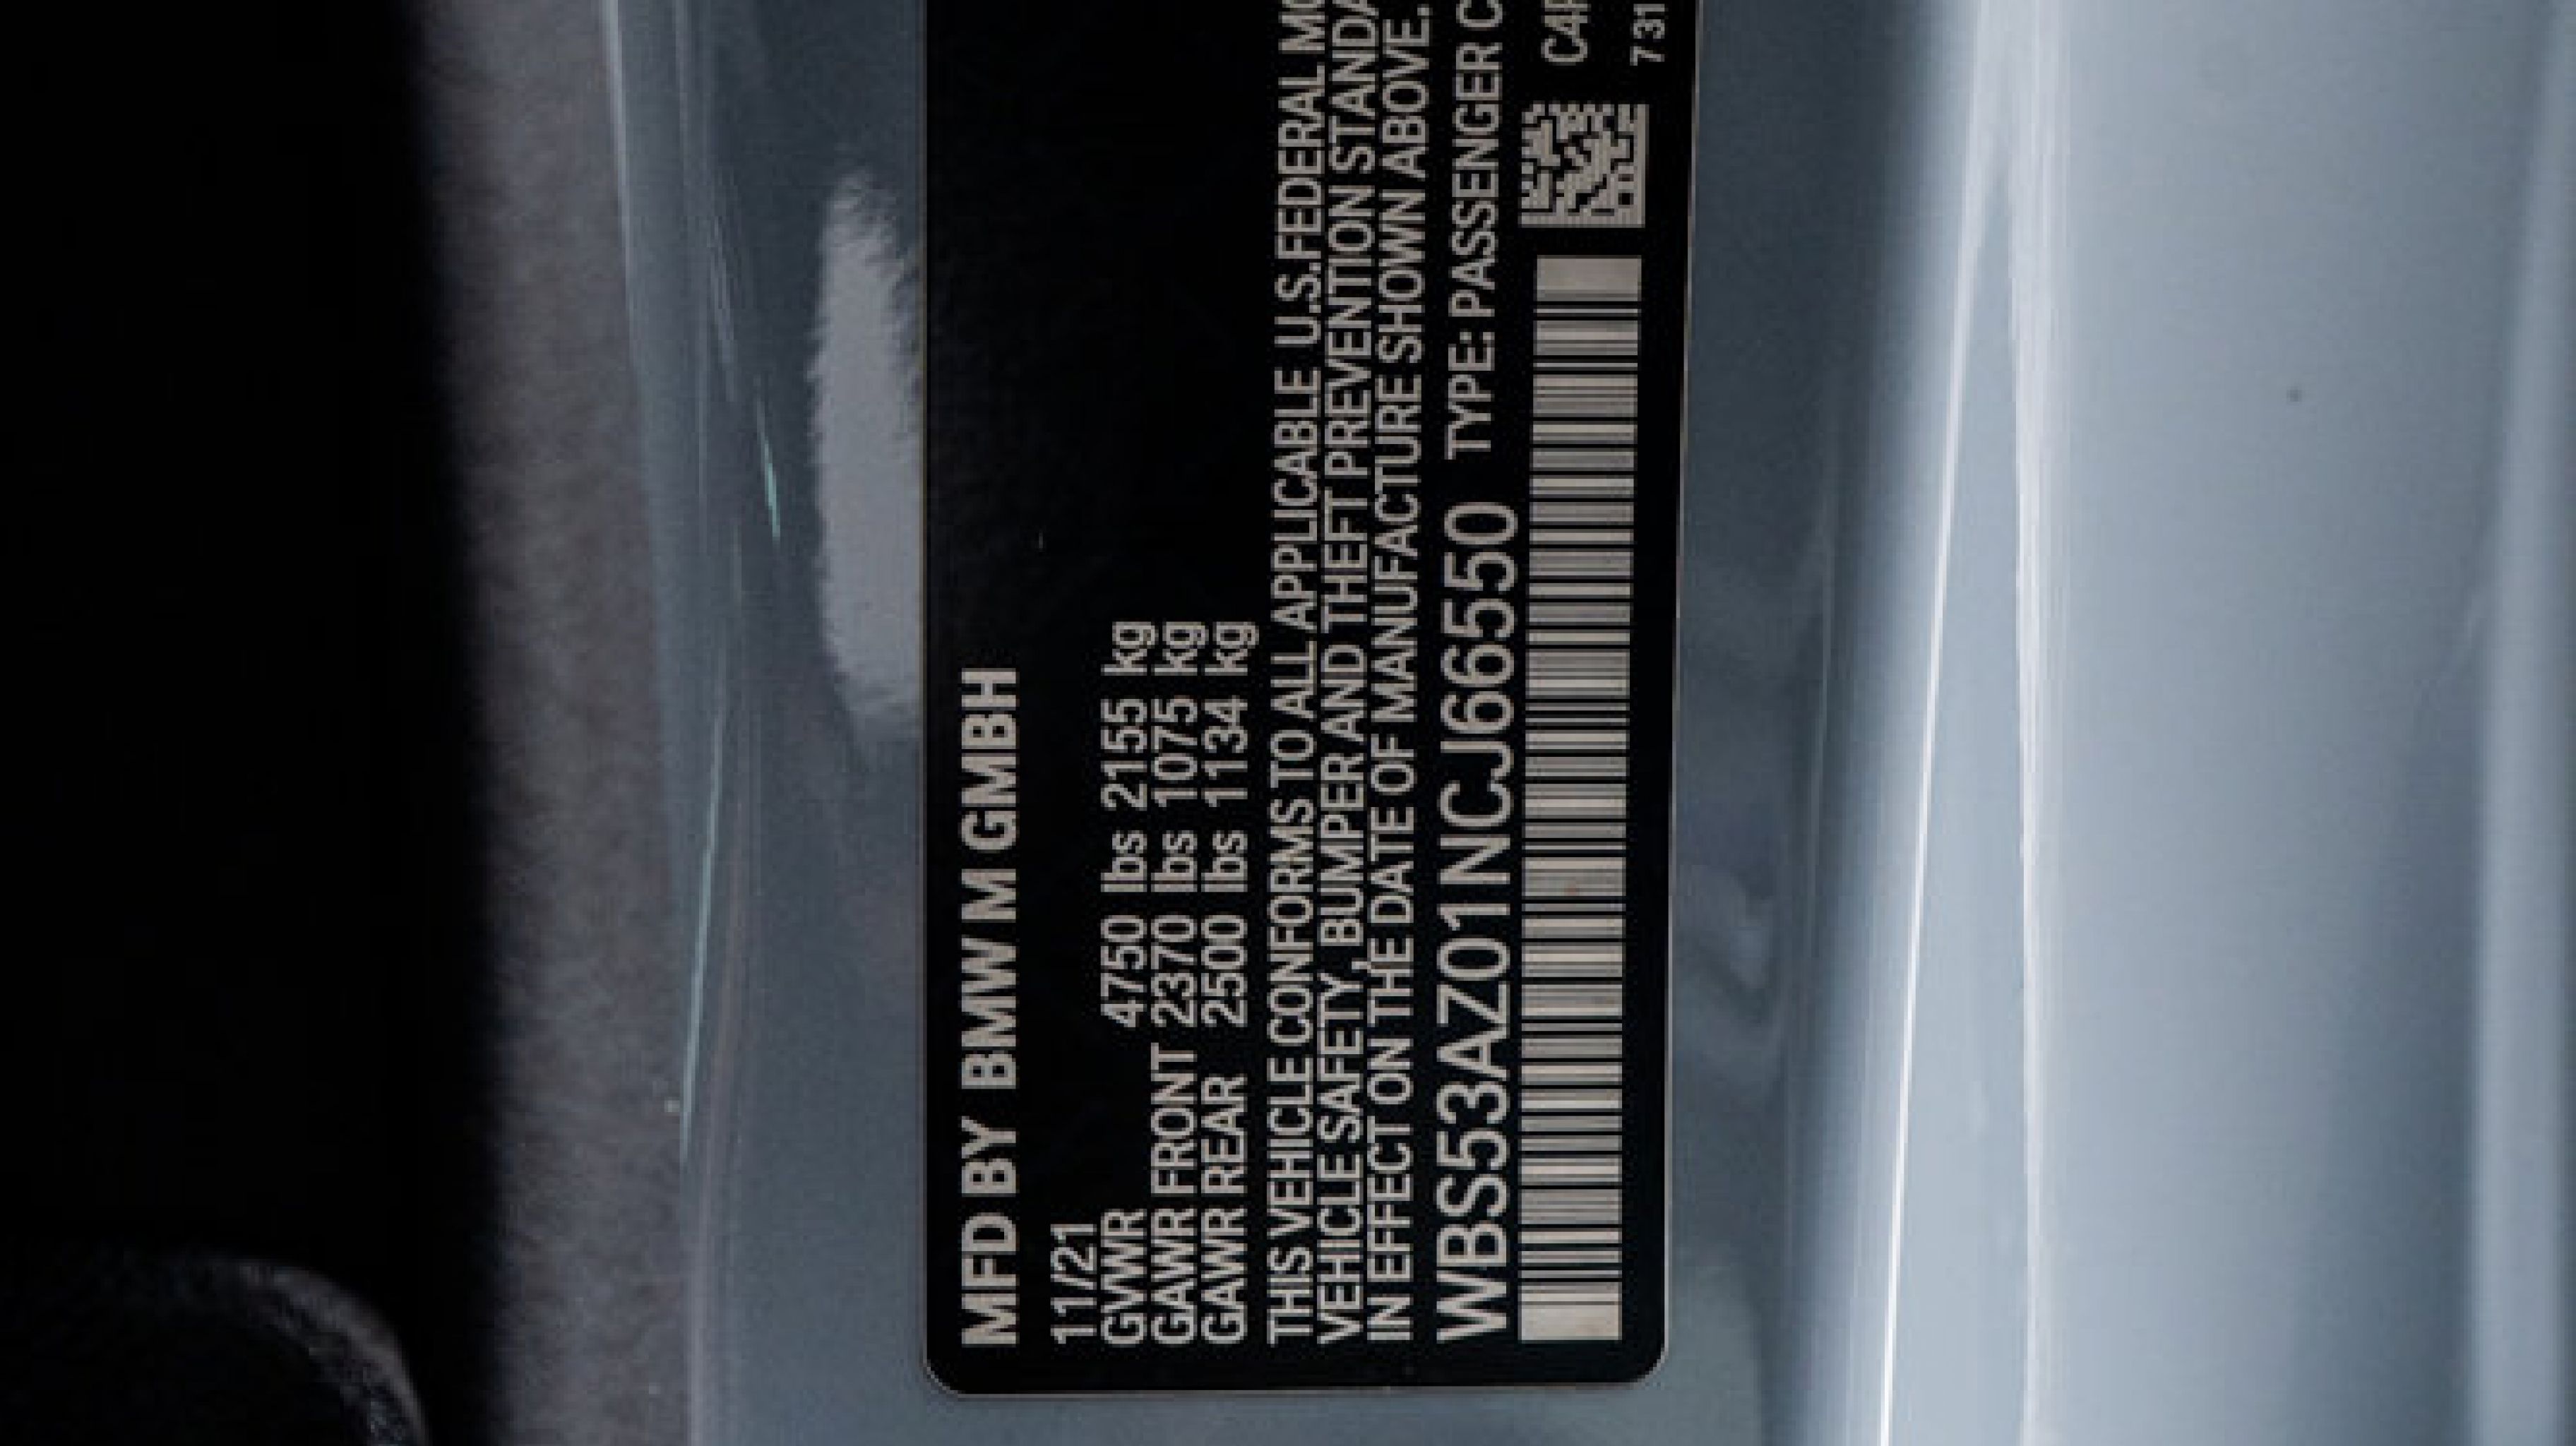 MFD BY BMW M GMBH
11/21
GVWR 4750 lbs 2155 kg
GAWR FRONT 2370 lbs 1075 kg
GAWR REAR 2500 lbs 1134 kg
THIS VEHICLE CONFORMS TO ALL APPLICABLE U.S.FEDERAL
VEHICLE SAFETY, BUMPER AND THEFT PREVENTION STANDA
IN EFFECT ON THE DATE OF MANUFACTURE SHOWN ABOVE.
WBS53AZ01NCJ66550 TYPE: PASSENGER C
731